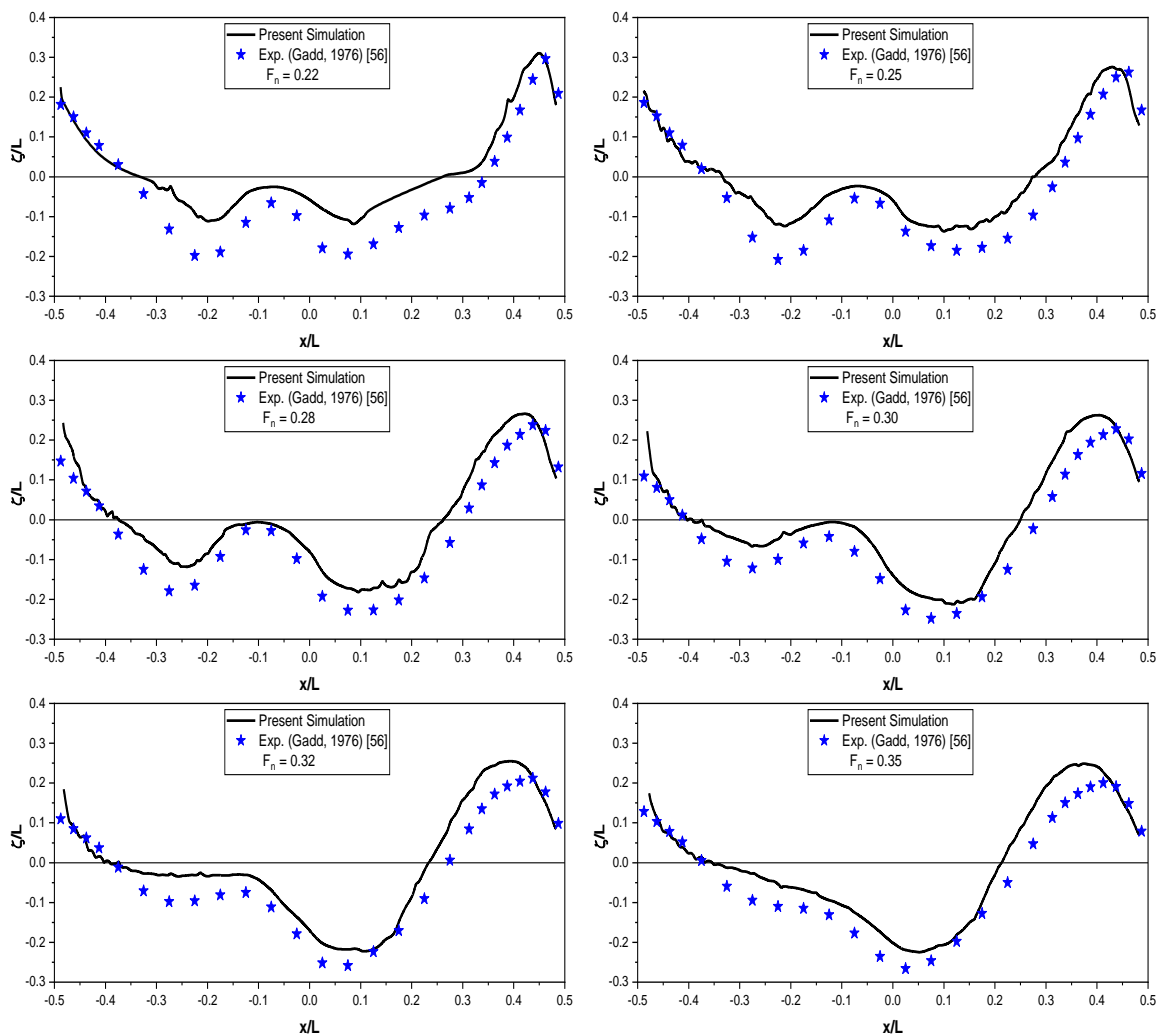 0.4
0.3
0.2
0.1
0.0
-0.1
-0.2
-0.3
ζ/L
Present Simulation
Exp. (Gadd, 1976) [56]
Fₙ = 0.22
-0.5 -0.4 -0.3 -0.2 -0.1 0.0 0.1 0.2 0.3 0.4 0.5
x/L
0.4
0.3
0.2
0.1
0.0
-0.1
-0.2
-0.3
ζ/L
Present Simulation
Exp. (Gadd, 1976) [56]
Fₙ = 0.25
-0.5 -0.4 -0.3 -0.2 -0.1 0.0 0.1 0.2 0.3 0.4 0.5
x/L
0.4
0.3
0.2
0.1
0.0
-0.1
-0.2
-0.3
ζ/L
Present Simulation
Exp. (Gadd, 1976) [56]
Fₙ = 0.28
-0.5 -0.4 -0.3 -0.2 -0.1 0.0 0.1 0.2 0.3 0.4 0.5
x/L
0.4
0.3
0.2
0.1
0.0
-0.1
-0.2
-0.3
ζ/L
Present Simulation
Exp. (Gadd, 1976) [56]
Fₙ = 0.30
-0.5 -0.4 -0.3 -0.2 -0.1 0.0 0.1 0.2 0.3 0.4 0.5
x/L
0.4
0.3
0.2
0.1
0.0
-0.1
-0.2
-0.3
ζ/L
Present Simulation
Exp. (Gadd, 1976) [56]
Fₙ = 0.32
-0.5 -0.4 -0.3 -0.2 -0.1 0.0 0.1 0.2 0.3 0.4 0.5
x/L
0.4
0.3
0.2
0.1
0.0
-0.1
-0.2
-0.3
ζ/L
Present Simulation
Exp. (Gadd, 1976) [56]
Fₙ = 0.35
-0.5 -0.4 -0.3 -0.2 -0.1 0.0 0.1 0.2 0.3 0.4 0.5
x/L